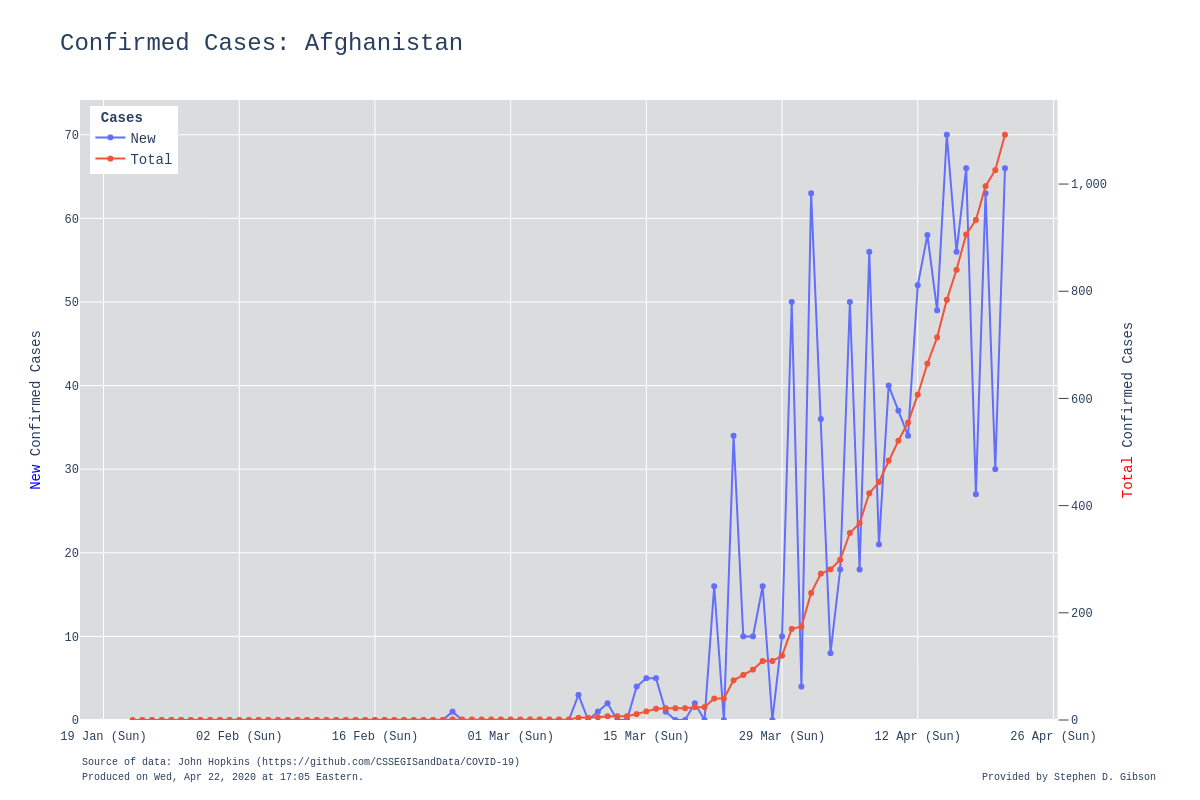 Confirmed Cases: Afghanistan
Cases
New
Total
70
60
50
40
30
20
10
0
1,000
800
600
400
200
0
New Confirmed Cases
Total Confirmed Cases
19 Jan (Sun) 02 Feb (Sun) 16 Feb (Sun) 01 Mar (Sun) 15 Mar (Sun) 29 Mar (Sun) 12 Apr (Sun) 26 Apr (Sun)
Source of data: John Hopkins (https://github.com/CSSEGISandData/COVID-19)
Produced on Wed, Apr 22, 2020 at 17:05 Eastern.
Provided by Stephen D. Gibson